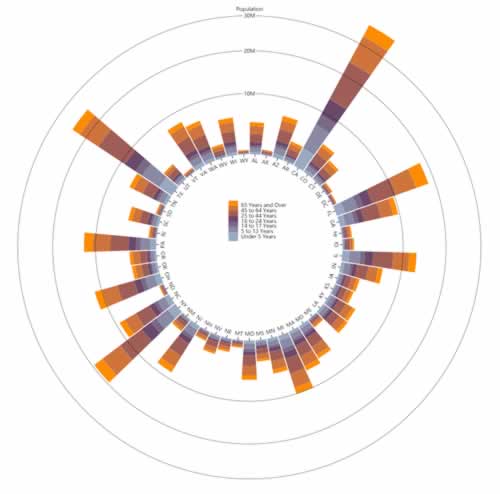 Population
30M
20M
10M
65 Years and Over
45 to 64 Years
25 to 44 Years
18 to 24 Years
14 to 17 Years
5 to 13 Years
Under 5 Years
AL
AK
AZ
AR
CA
CO
CT
DE
DC
FL
GA
HI
ID
IL
IN
IA
KS
KY
LA
ME
MD
MA
MI
MN
MS
MO
MT
NE
NV
NH
NJ
NM
NY
NC
ND
OH
OK
OR
PA
RI
SC
SD
TN
TX
UT
VT
VA
WA
WV
WI
WY